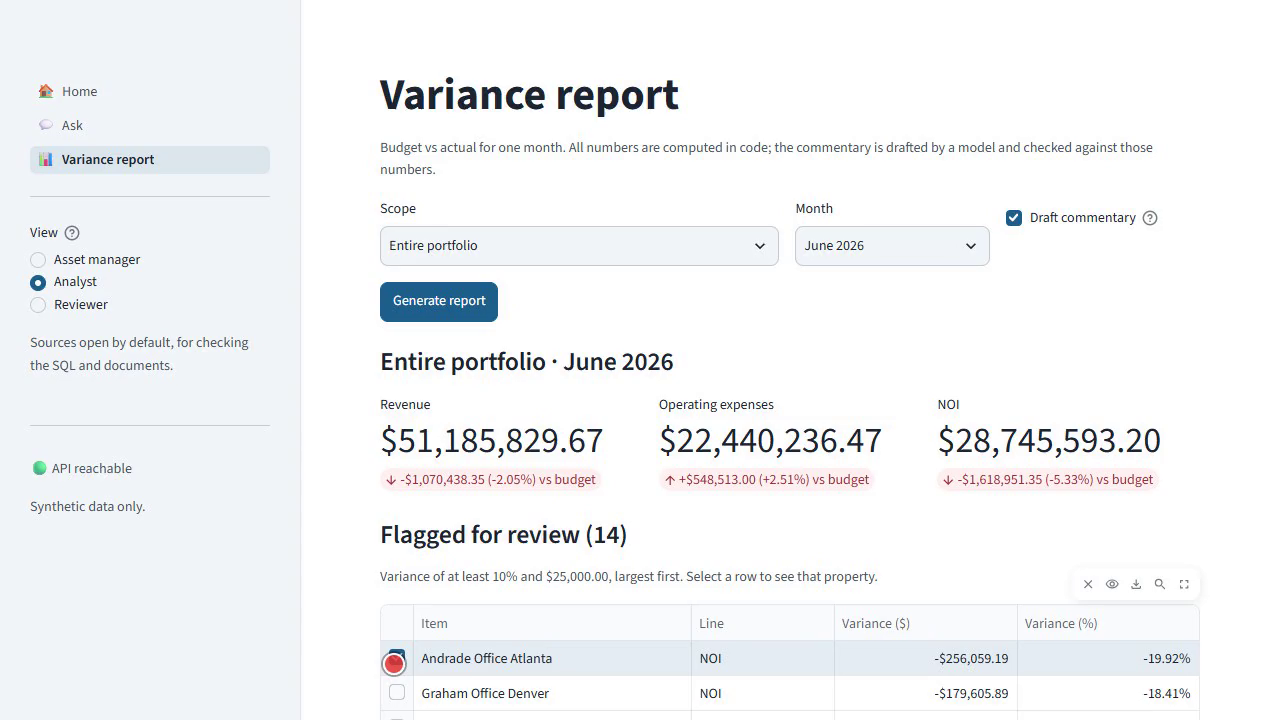 Home
Ask
Variance report
View
Asset manager
Analyst
Reviewer
Sources open by default, for checking
the SQL and documents.
API reachable
Synthetic data only.
Variance report
Budget vs actual for one month. All numbers are computed in code; the commentary is drafted by a model and checked against those
numbers.
Scope
Month
Entire portfolio
June 2026
Draft commentary
Generate report
Entire portfolio · June 2026
Revenue
Operating expenses
NOI
$51,185,829.67
$22,440,236.47
$28,745,593.20
-$1,070,438.35 (-2.05%) vs budget
+$548,513.00 (+2.51%) vs budget
-$1,618,951.35 (-5.33%) vs budget
Flagged for review (14)
Variance of at least 10% and $25,000.00, largest first. Select a row to see that property.
Item Line Variance ($) Variance (%)
Andrade Office Atlanta NOI -$256,059.19 -19.92%
Graham Office Denver NOI -$179,605.89 -18.41%